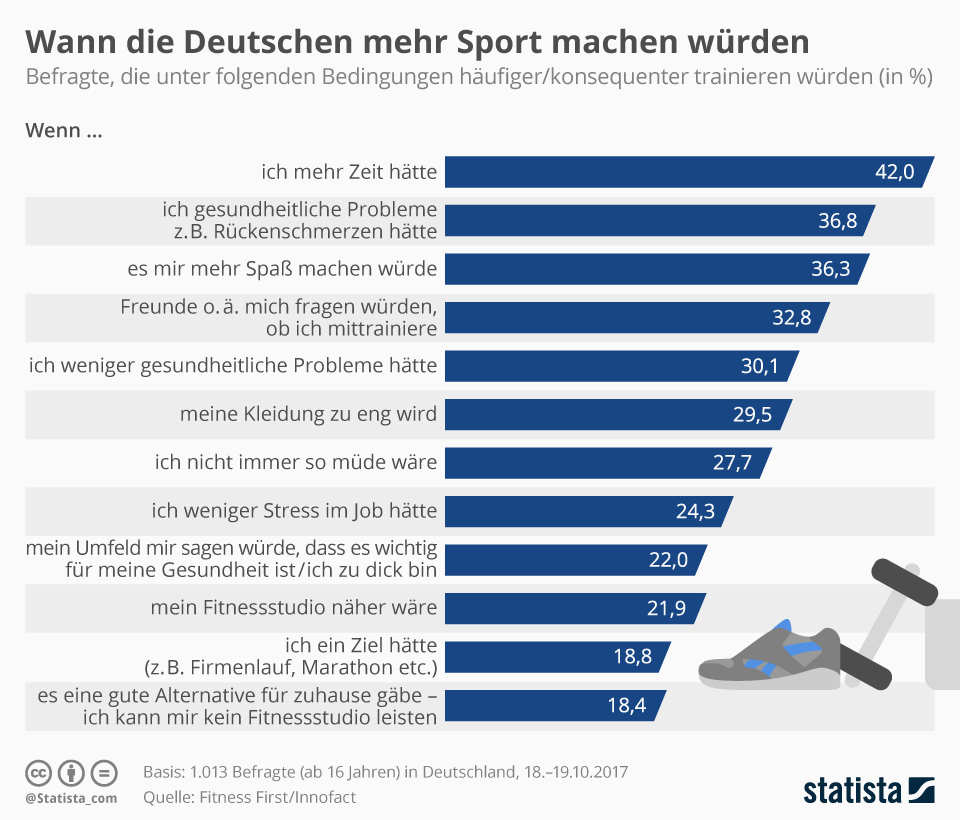 Wann die Deutschen mehr Sport machen würden
Befragte, die unter folgenden Bedingungen häufiger/konsequenter trainieren würden (in %)
Wenn ...
ich mehr Zeit hätte 42,0
ich gesundheitliche Probleme
z.B. Rückenschmerzen hätte 36,8
es mir mehr Spaß machen würde 36,3
Freunde o.ä. mich fragen würden,
ob ich mittrainiere 32,8
ich weniger gesundheitliche Probleme hätte 30,1
meine Kleidung zu eng wird 29,5
ich nicht immer so müde wäre 27,7
ich weniger Stress im Job hätte 24,3
mein Umfeld mir sagen würde, dass es wichtig
für meine Gesundheit ist/ich zu dick bin 22,0
mein Fitnessstudio näher wäre 21,9
ich ein Ziel hätte
(z.B. Firmenlauf, Marathon etc.) 18,8
es eine gute Alternative für zuhause gäbe –
ich kann mir kein Fitnessstudio leisten 18,4
cc =
@Statista_com
Basis: 1.013 Befragte (ab 16 Jahren) in Deutschland, 18.–19.10.2017
Quelle: Fitness First/Innofact
statista